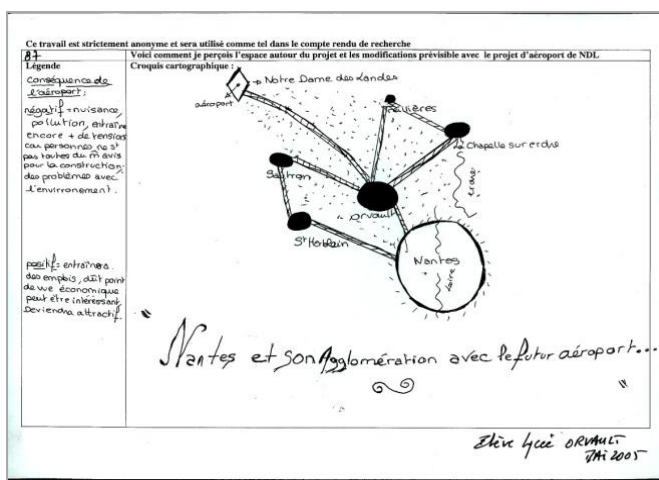 Ce travail est strictement anonyme et sera utilisé comme tel dans le compte rendu de recherche
87
Voici comment je perçois l'espace autour du projet et les modifications prévisible avec le projet d'aéroport de NDL
Légende
Croquis cartographique :
conséquence de
l'aéroport :
négatif = nuisance,
pollution, entraîne
encore + de tension
car personnes ne st
pas toutes du m avis
pour la construction,
des problèmes avec
l'environnement.
positif = entraînera
des emplois, dût point
de vue économique
peut être intéressant.
Deviendra attractif.
Notre Dame des Landes
aéroport
La Chapelle sur erdre
erdre
Sautron
orvault
St Herblain
Nantes
Loire
" Nantes et son Agglomération avec le futur aéroport... "
Elève Lycée ORVAULT
2005